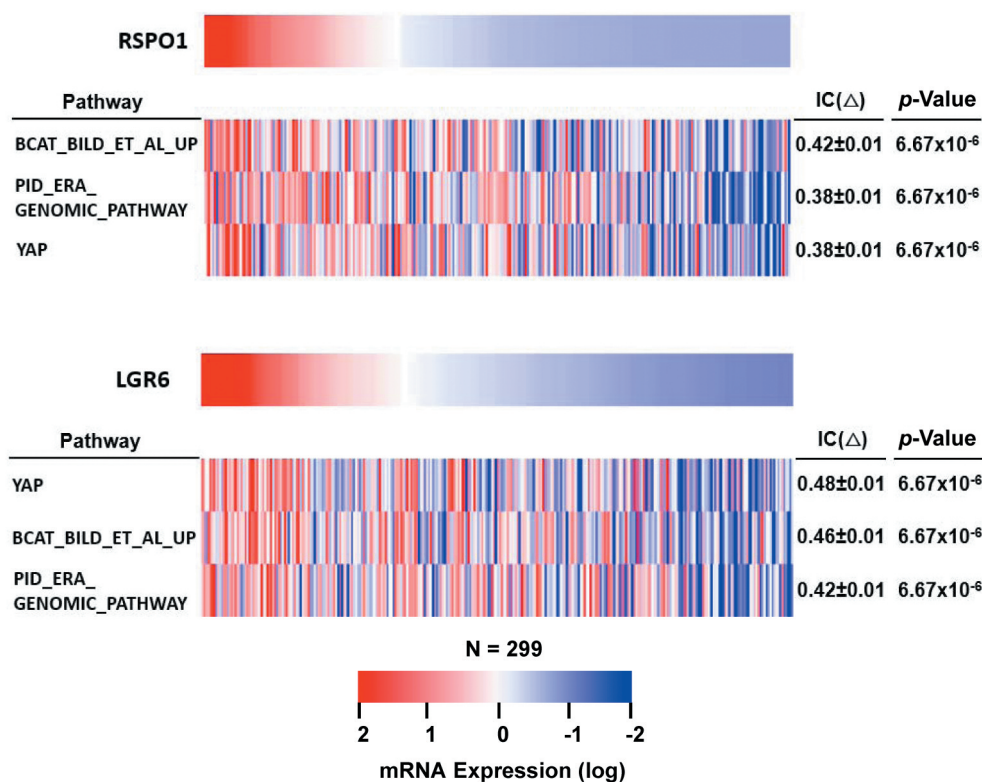 RSPO1
Pathway IC(△) p-Value
BCAT_BILD_ET_AL_UP 0.42±0.01 6.67x10⁻⁶
PID_ERA_
GENOMIC_PATHWAY 0.38±0.01 6.67x10⁻⁶
YAP 0.38±0.01 6.67x10⁻⁶
LGR6
Pathway IC(△) p-Value
YAP 0.48±0.01 6.67x10⁻⁶
BCAT_BILD_ET_AL_UP 0.46±0.01 6.67x10⁻⁶
PID_ERA_
GENOMIC_PATHWAY 0.42±0.01 6.67x10⁻⁶
N = 299
2 1 0 -1 -2
mRNA Expression (log)